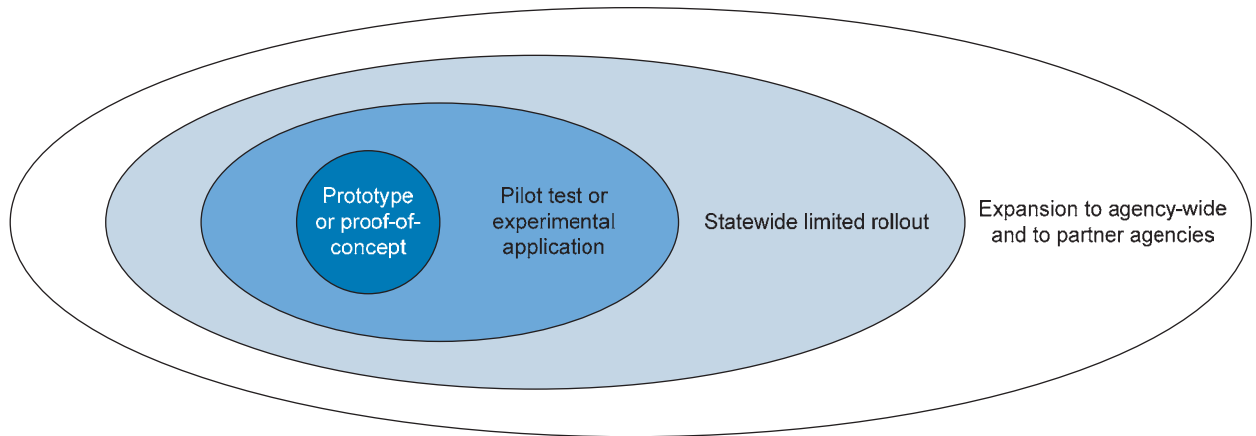 Prototype
or proof-of-
concept
Pilot test or
experimental
application
Statewide limited rollout
Expansion to agency-wide
and to partner agencies